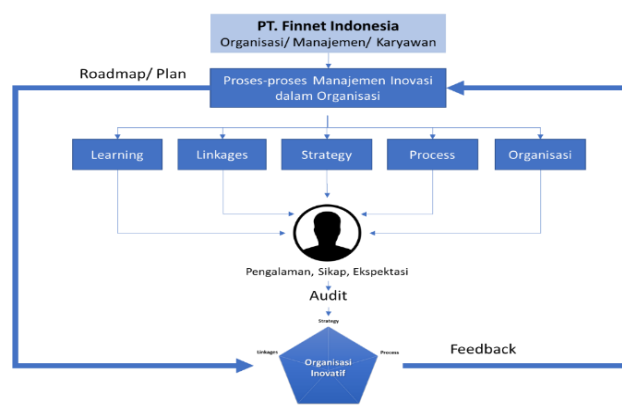 PT. Finnet Indonesia
Organisasi/ Manajemen/ Karyawan
Roadmap/ Plan
Proses-proses Manajemen Inovasi
dalam Organisasi
Learning
Linkages
Strategy
Process
Organisasi
Pengalaman, Sikap, Ekspektasi
Audit
Strategy
Linkages
Process
Organisasi
Inovatif
Feedback